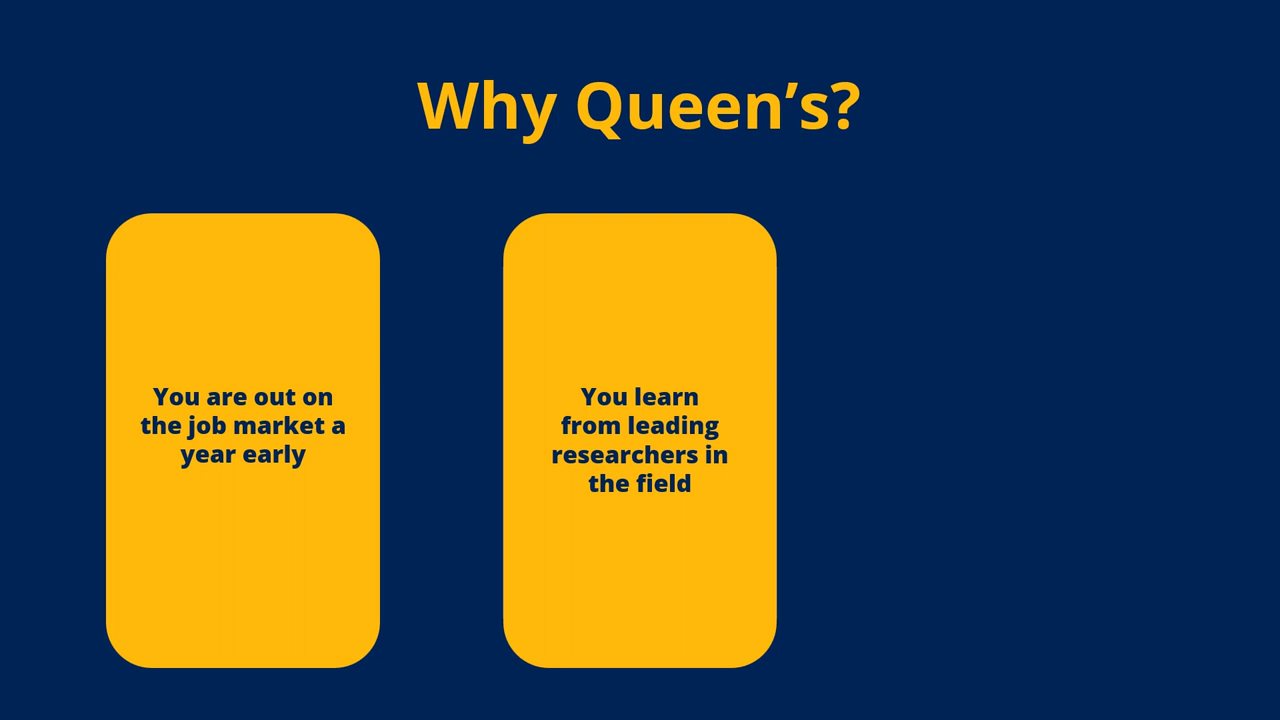 Why Queen’s?
You are out on
the job market a
year early
You learn
from leading
researchers in
the field